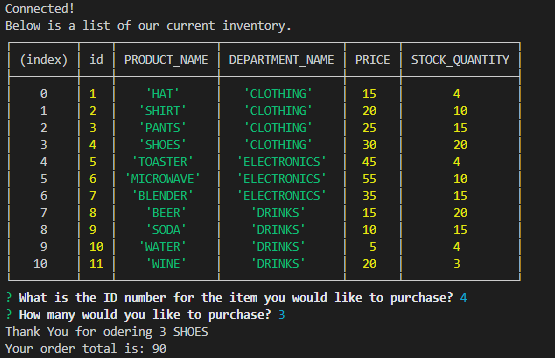 Connected!
Below is a list of our current inventory.
(index) id PRODUCT_NAME DEPARTMENT_NAME PRICE STOCK_QUANTITY
0 1 'HAT' 'CLOTHING' 15 4
1 2 'SHIRT' 'CLOTHING' 20 10
2 3 'PANTS' 'CLOTHING' 25 15
3 4 'SHOES' 'CLOTHING' 30 20
4 5 'TOASTER' 'ELECTRONICS' 45 4
5 6 'MICROWAVE' 'ELECTRONICS' 55 10
6 7 'BLENDER' 'ELECTRONICS' 35 15
7 8 'BEER' 'DRINKS' 15 20
8 9 'SODA' 'DRINKS' 10 15
9 10 'WATER' 'DRINKS' 5 4
10 11 'WINE' 'DRINKS' 20 3
? What is the ID number for the item you would like to purchase? 4
? How many would you like to purchase? 3
Thank You for odering 3 SHOES
Your order total is: 90